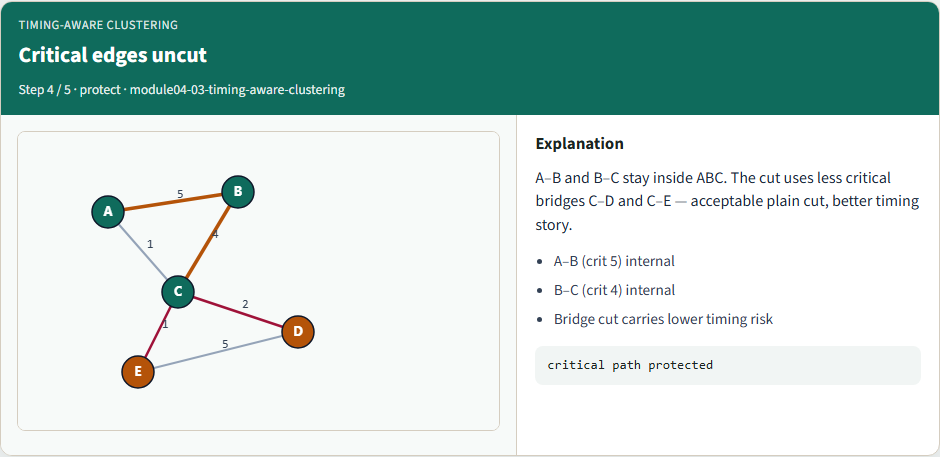 TIMING-AWARE CLUSTERING
Critical edges uncut
Step 4 / 5 · protect · module04-03-timing-aware-clustering
A
B
C
D
E
5
1
4
2
1
5
Explanation
A–B and B–C stay inside ABC. The cut uses less critical
bridges C–D and C–E — acceptable plain cut, better timing
story.
• A–B (crit 5) internal
• B–C (crit 4) internal
• Bridge cut carries lower timing risk
critical path protected